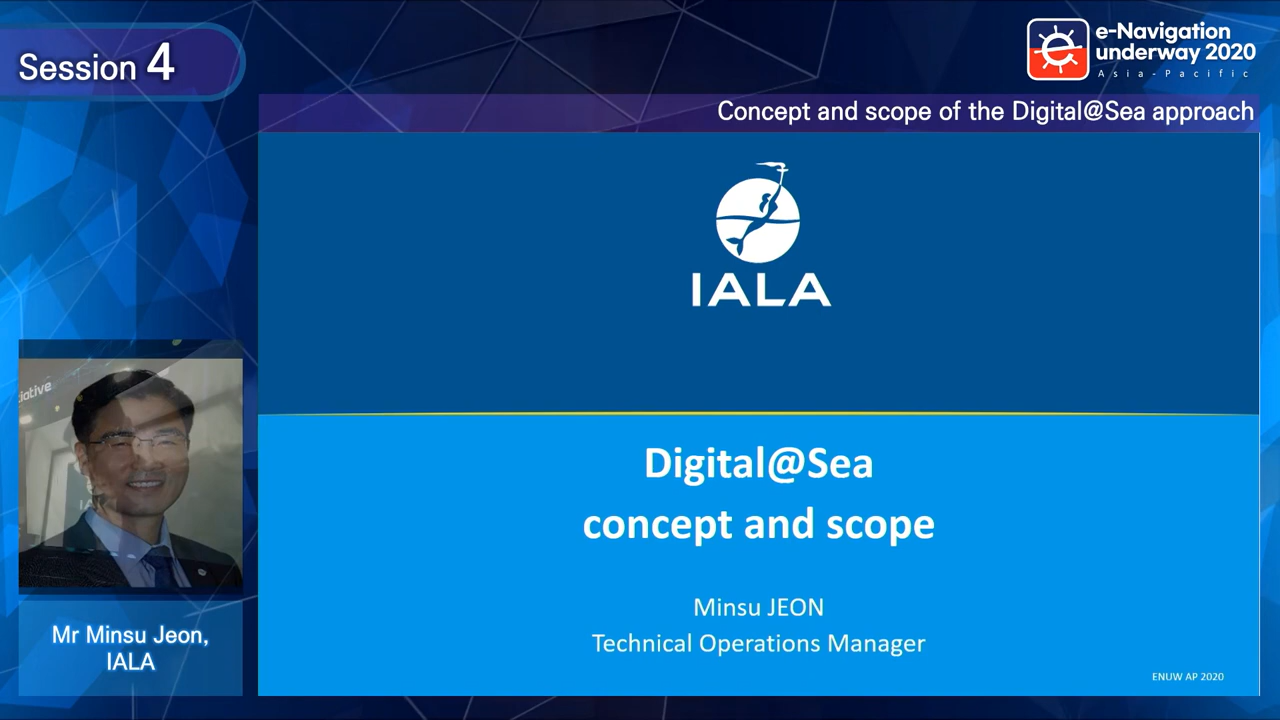 Session 4
e-Navigation
underway 2020
Asia-Pacific
Concept and scope of the Digital@Sea approach
IALA
Digital@Sea
concept and scope
Minsu JEON
Technical Operations Manager
ENUW AP 2020
Mr Minsu Jeon,
IALA